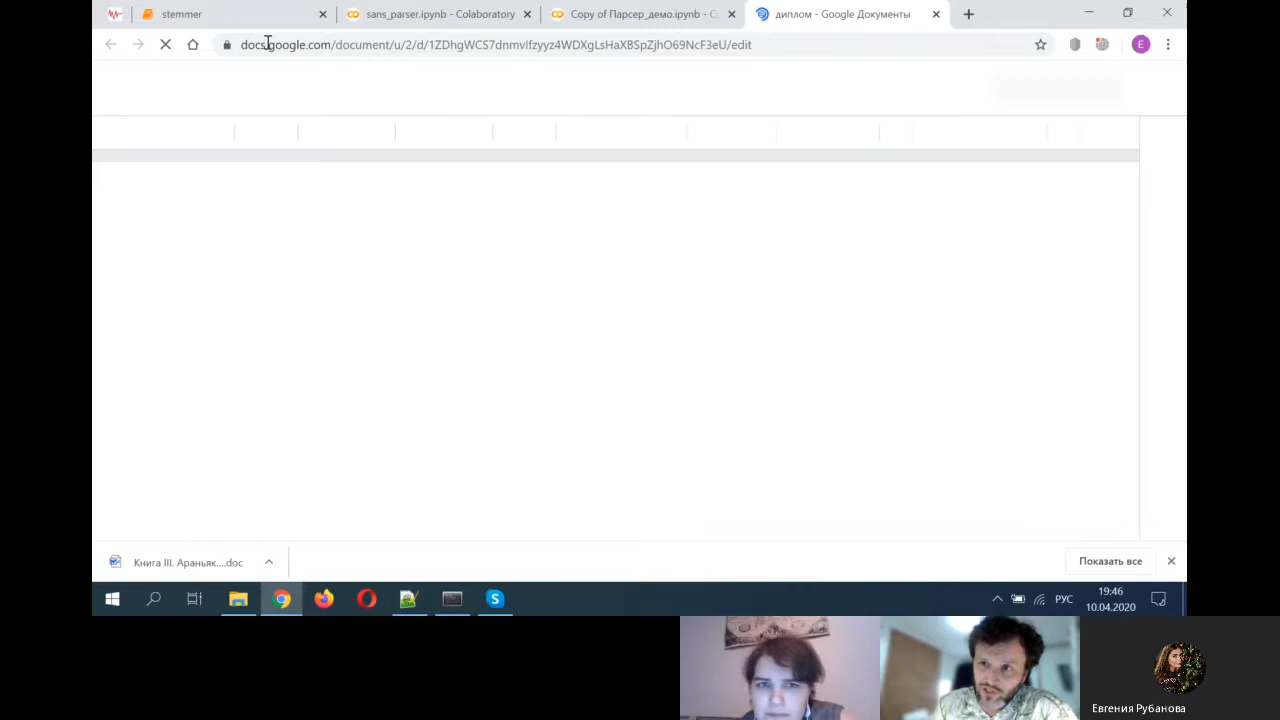 stemmer
sans_parser.ipynb - Colaboratory
Copy of Парсер_демо.ipynb - Co
диплом - Google Документы
docs.google.com/document/u/2/d/1ZDhgWCS7dnmvIfzyyz4WDXgLsHaXBSpZjhO69NcF3eU/edit
E
Книга III. Араньяк....doc
Показать все
РУС
19:46
10.04.2020
Евгения Рубанова